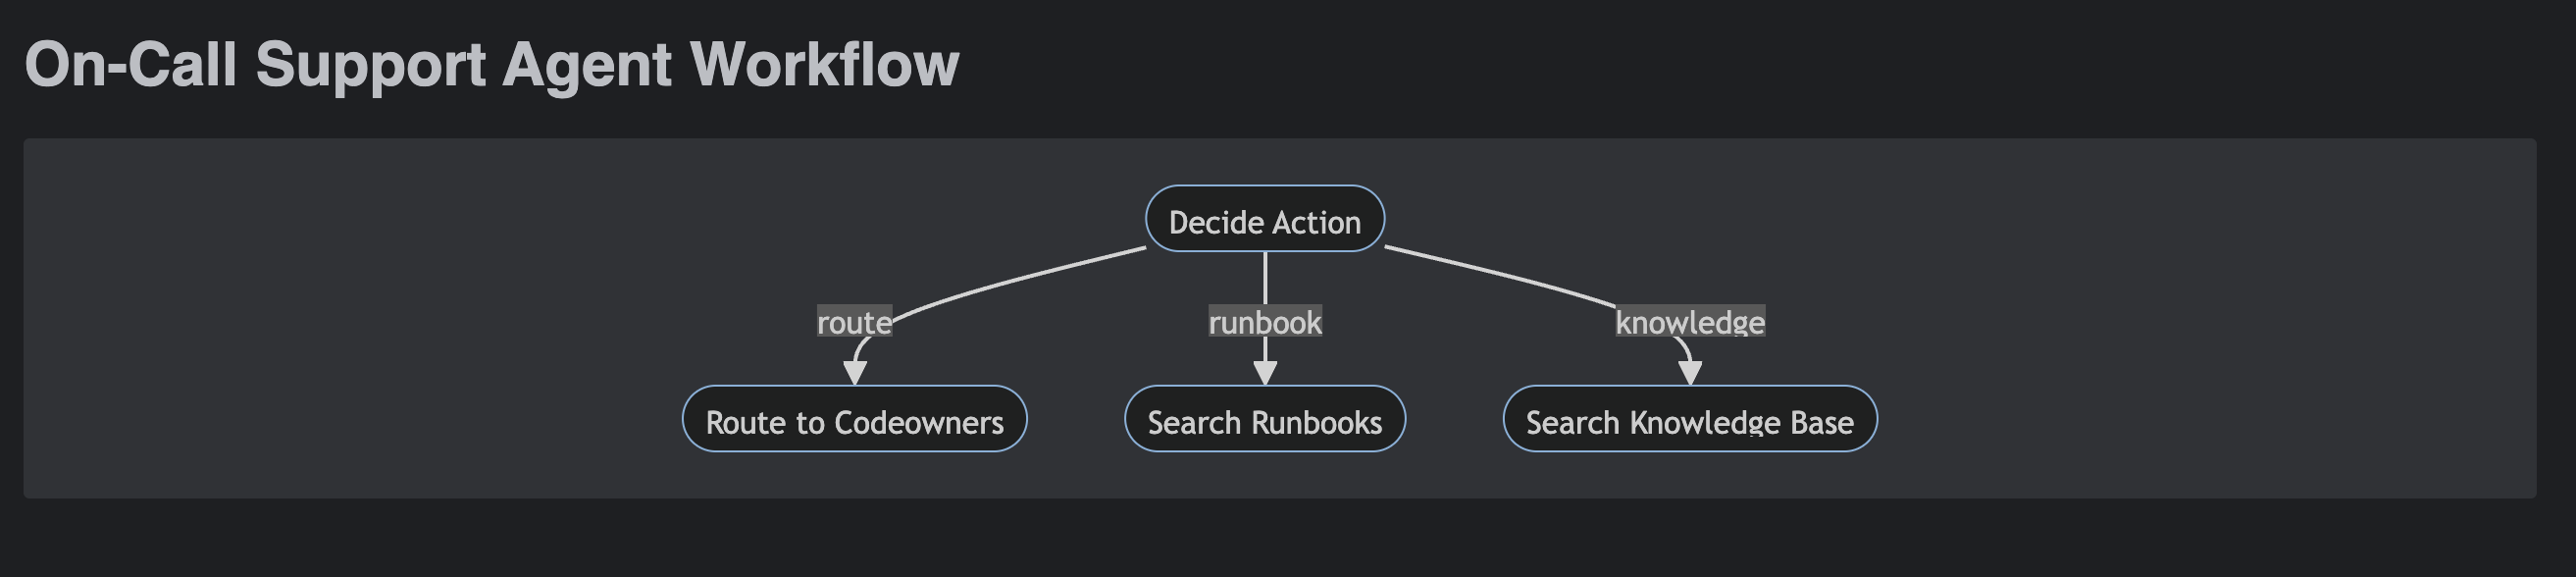 On-Call Support Agent Workflow
Decide Action
route
runbook
knowledge
Route to Codeowners
Search Runbooks
Search Knowledge Base